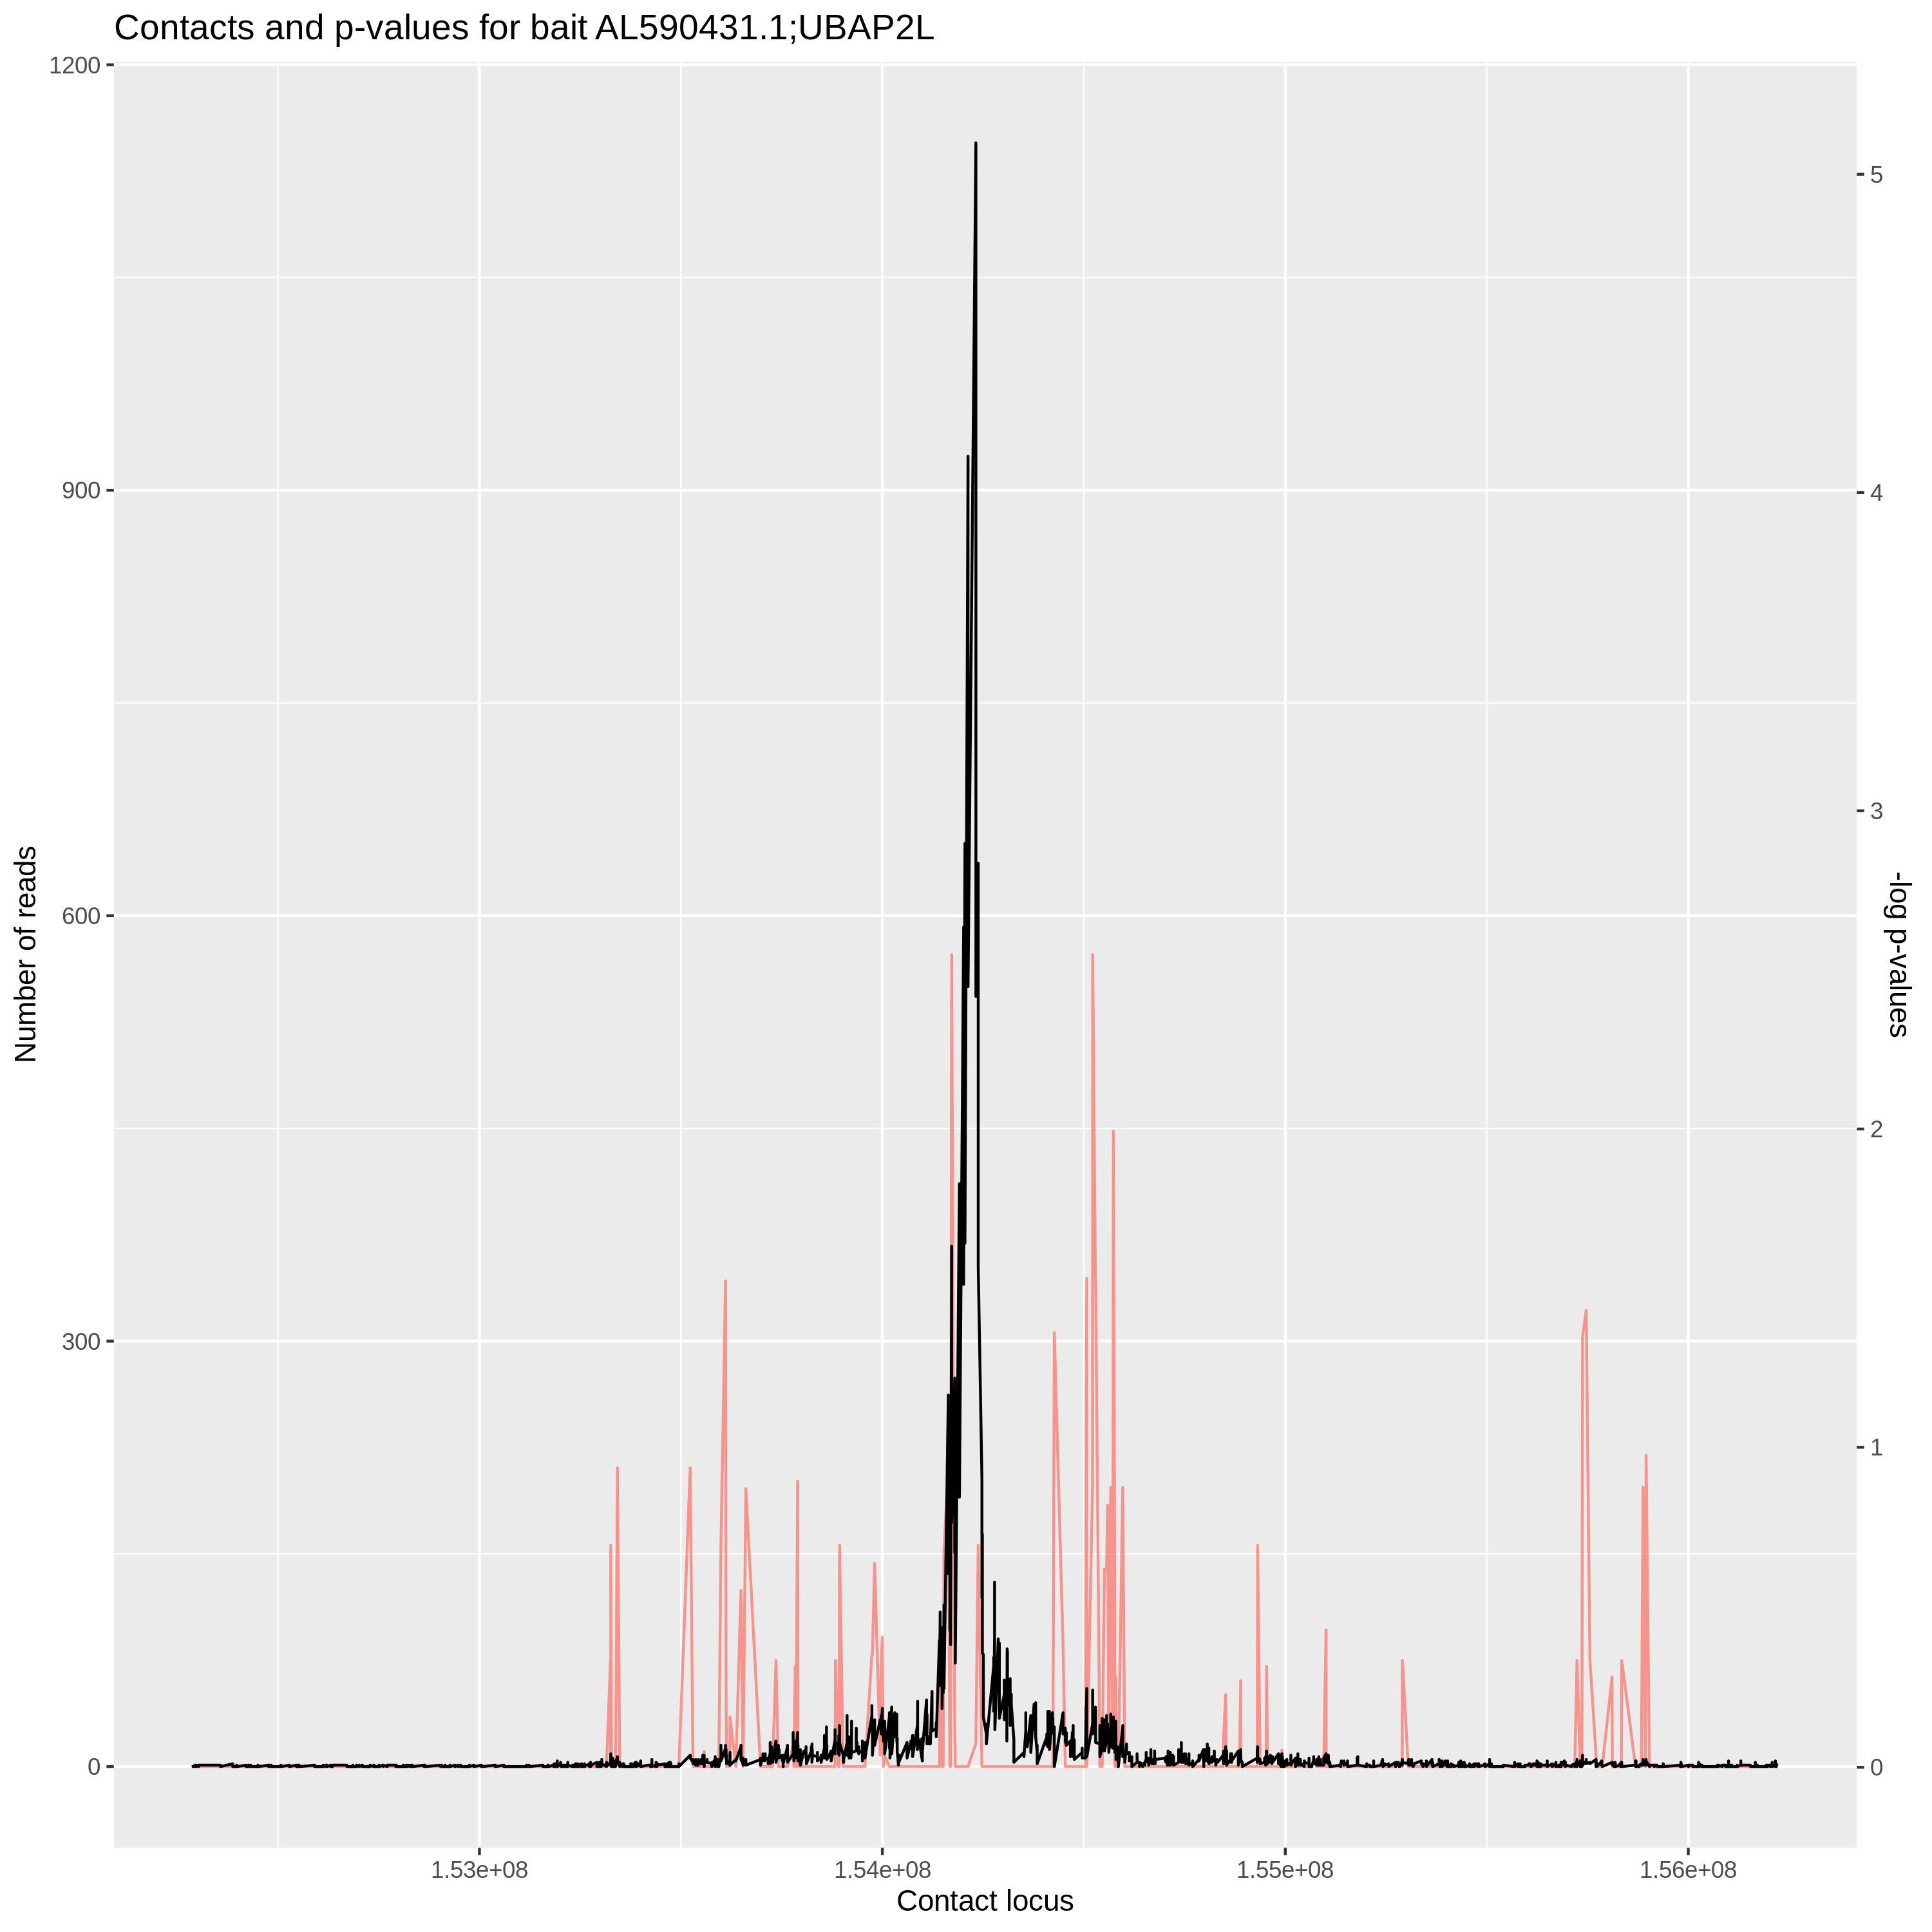 Contacts and p-values for bait AL590431.1;UBAP2L
1200
900
600
300
0
Number of reads
5
4
3
2
1
0
-log p-values
1.53e+08
1.54e+08
1.55e+08
1.56e+08
Contact locus